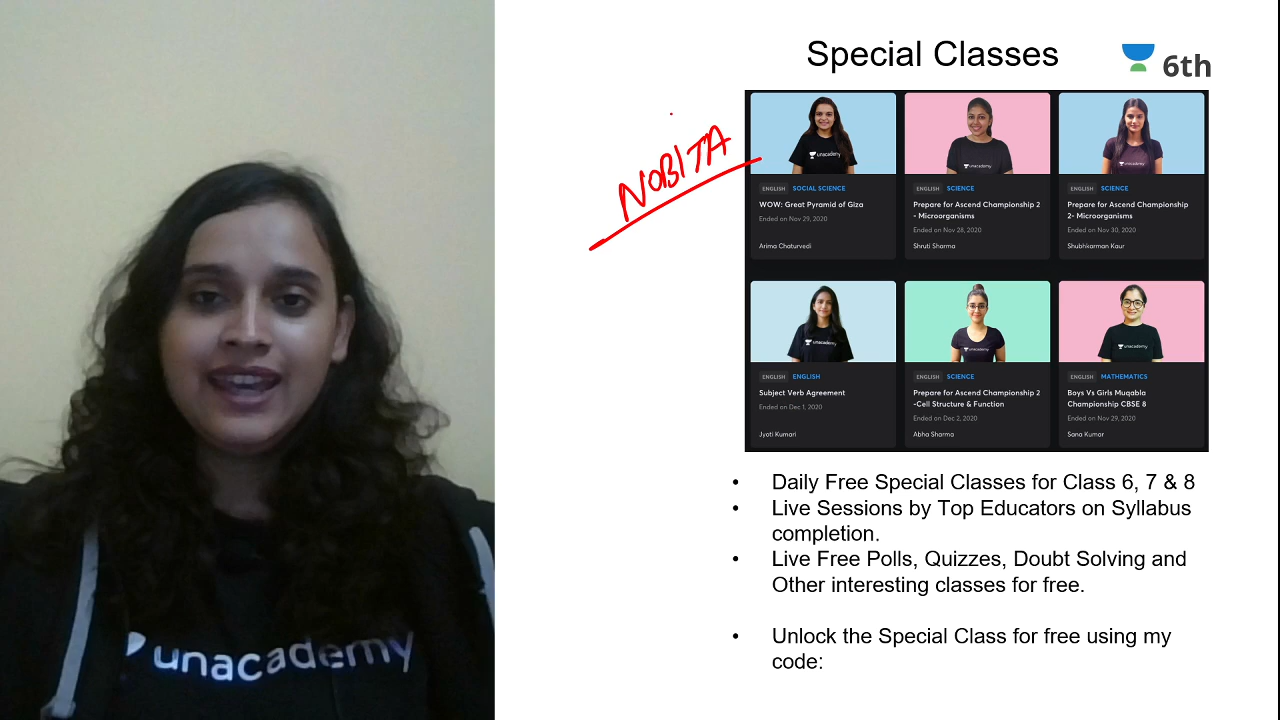 Special Classes
6th
NOBITA
unacademy
unacademy
unacademy
ENGLISH SOCIAL SCIENCE
WOW: Great Pyramid of Giza
Ended on Nov 29, 2020
Arima Chaturvedi
ENGLISH SCIENCE
Prepare for Ascend Championship 2
- Microorganisms
Ended on Nov 28, 2020
Shruti Sharma
ENGLISH SCIENCE
Prepare for Ascend Championship
2- Microorganisms
Ended on Nov 30, 2020
Shubhkarman Kaur
unacademy
unacademy
unacademy
ENGLISH ENGLISH
Subject Verb Agreement
Ended on Dec 1, 2020
Jyoti Kumari
ENGLISH SCIENCE
Prepare for Ascend Championship 2
-Cell Structure & Function
Ended on Dec 2, 2020
Abha Sharma
ENGLISH MATHEMATICS
Boys Vs Girls Muqabla
Championship CBSE 8
Ended on Nov 29, 2020
Sana Kumar
• Daily Free Special Classes for Class 6, 7 & 8
• Live Sessions by Top Educators on Syllabus
completion.
• Live Free Polls, Quizzes, Doubt Solving and
Other interesting classes for free.
• Unlock the Special Class for free using my
code:
unacademy